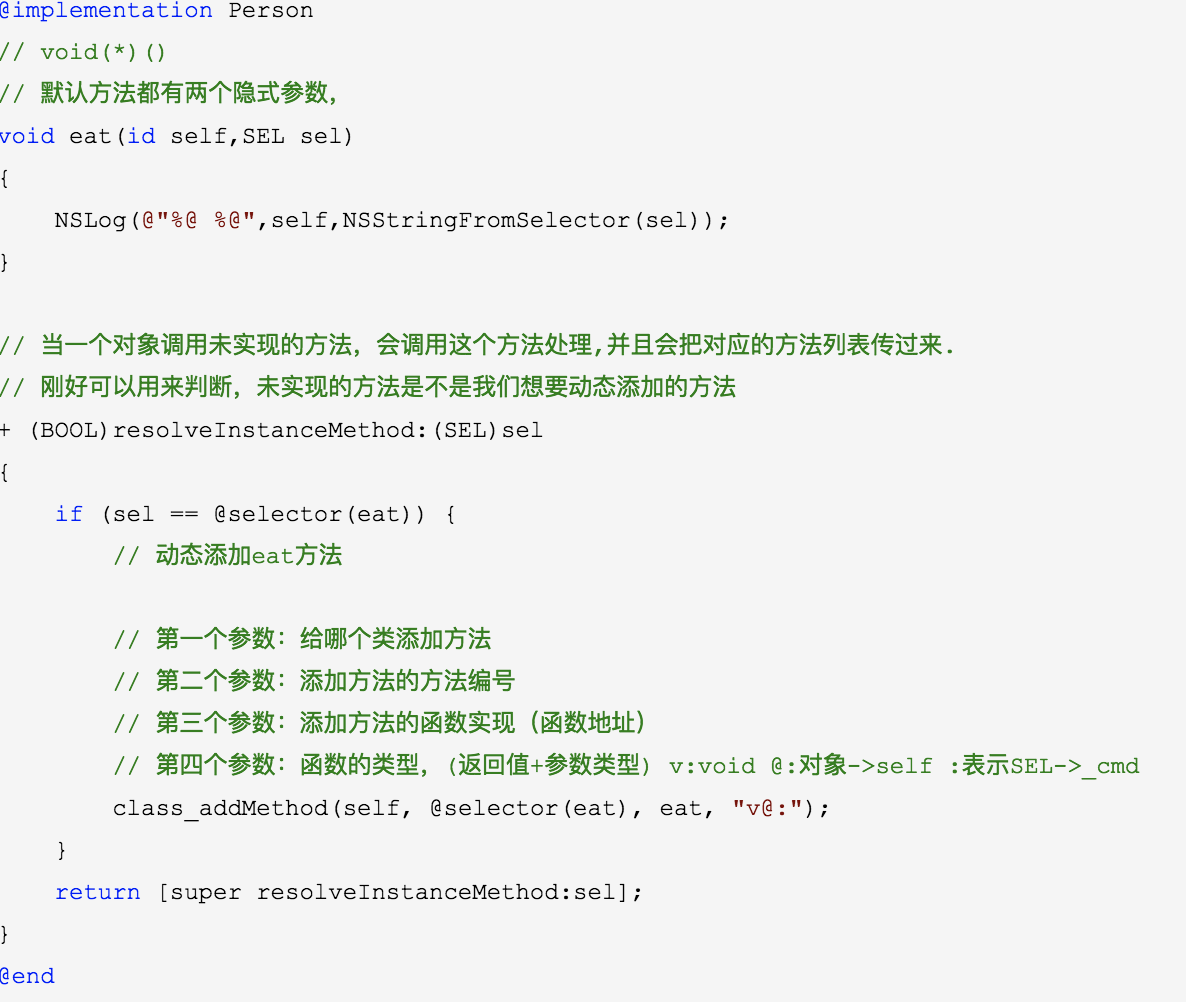 @implementation Person
// void(*)()
// 默认方法都有两个隐式参数，
void eat(id self,SEL sel)
{
    NSLog(@"%@ %@",self,NSStringFromSelector(sel));
}
// 当一个对象调用未实现的方法，会调用这个方法处理,并且会把对应的方法列表传过来.
// 刚好可以用来判断，未实现的方法是不是我们想要动态添加的方法
+ (BOOL)resolveInstanceMethod:(SEL)sel
{
    if (sel == @selector(eat)) {
        // 动态添加eat方法
        // 第一个参数：给哪个类添加方法
        // 第二个参数：添加方法的方法编号
        // 第三个参数：添加方法的函数实现（函数地址）
        // 第四个参数：函数的类型，(返回值+参数类型) v:void @:对象->self :表示SEL->_cmd
        class_addMethod(self, @selector(eat), eat, "v@:");
    }
    return [super resolveInstanceMethod:sel];
}
@end